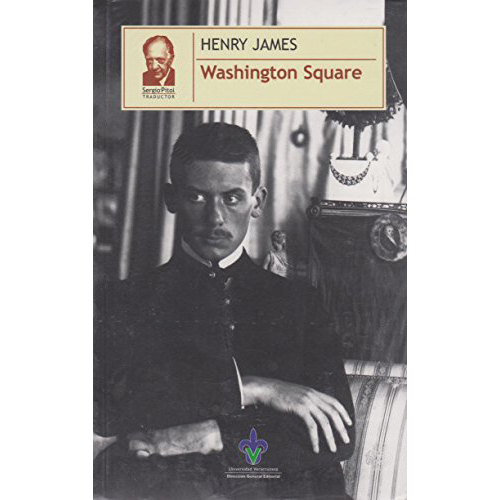 HENRY JAMES
Washington Square
Sergio Pitol
TRADUCTOR
Universidad Veracruzana
Dirección General Editorial